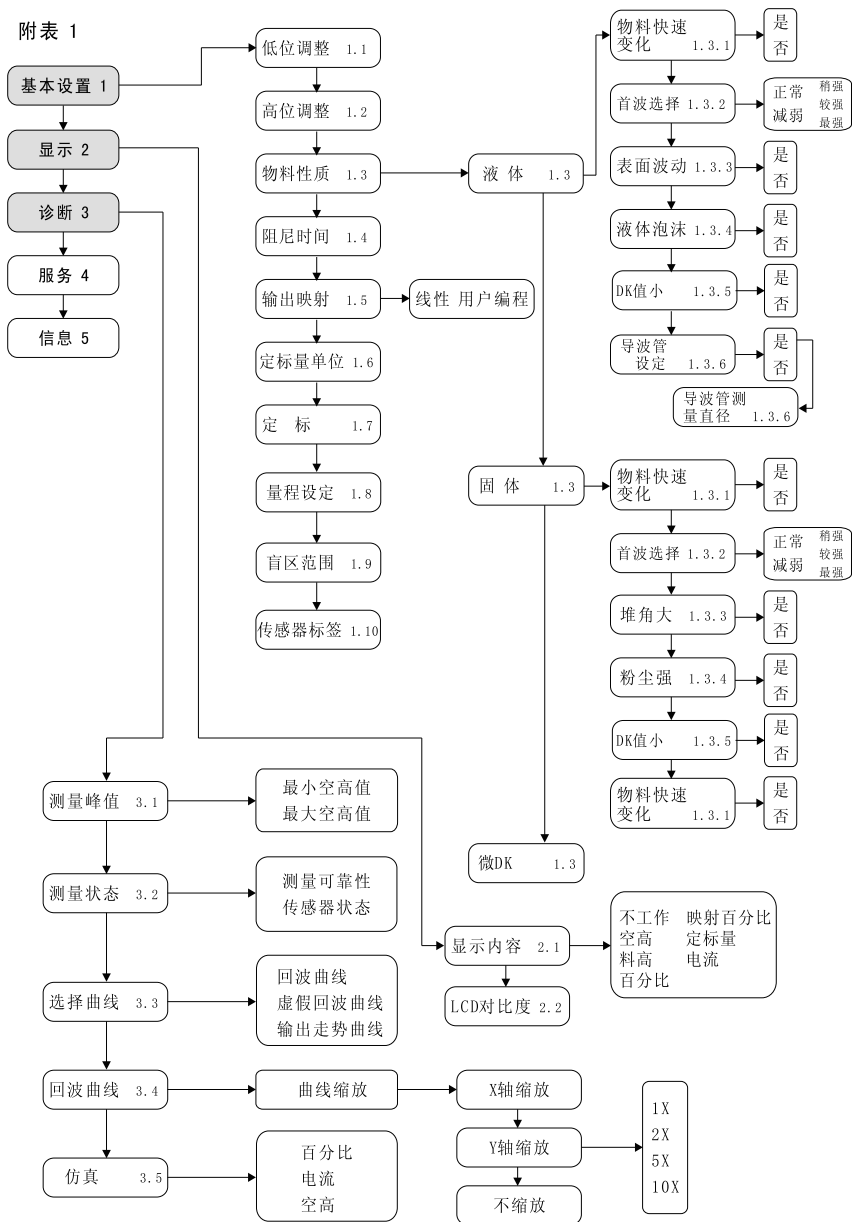 附表 1
基本设置 1
显示 2
诊断 3
服务 4
信息 5
低位调整 1.1
高位调整 1.2
物料性质 1.3
阻尼时间 1.4
输出映射 1.5
线性 用户编程
定标量单位 1.6
定 标 1.7
量程设定 1.8
盲区范围 1.9
传感器标签 1.10
液 体 1.3
物料快速
变化 1.3.1
是
否
首波选择 1.3.2
正常 稍强
较强
减弱 最强
表面波动 1.3.3
是
否
液体泡沫 1.3.4
是
否
DK值小 1.3.5
是
否
导波管
设定 1.3.6
是
否
导波管测
量直径 1.3.6
固 体 1.3
物料快速
变化 1.3.1
是
否
首波选择 1.3.2
正常 稍强
较强
减弱 最强
堆角大 1.3.3
是
否
粉尘强 1.3.4
是
否
DK值小 1.3.5
是
否
物料快速
变化 1.3.1
是
否
微DK 1.3
显示内容 2.1
不工作 映射百分比
空高 定标量
料高 电流
百分比
LCD对比度 2.2
测量峰值 3.1
最小空高值
最大空高值
测量状态 3.2
测量可靠性
传感器状态
选择曲线 3.3
回波曲线
虚假回波曲线
输出走势曲线
回波曲线 3.4
曲线缩放
X轴缩放
Y轴缩放
不缩放
1X
2X
5X
10X
仿真 3.5
百分比
电流
空高